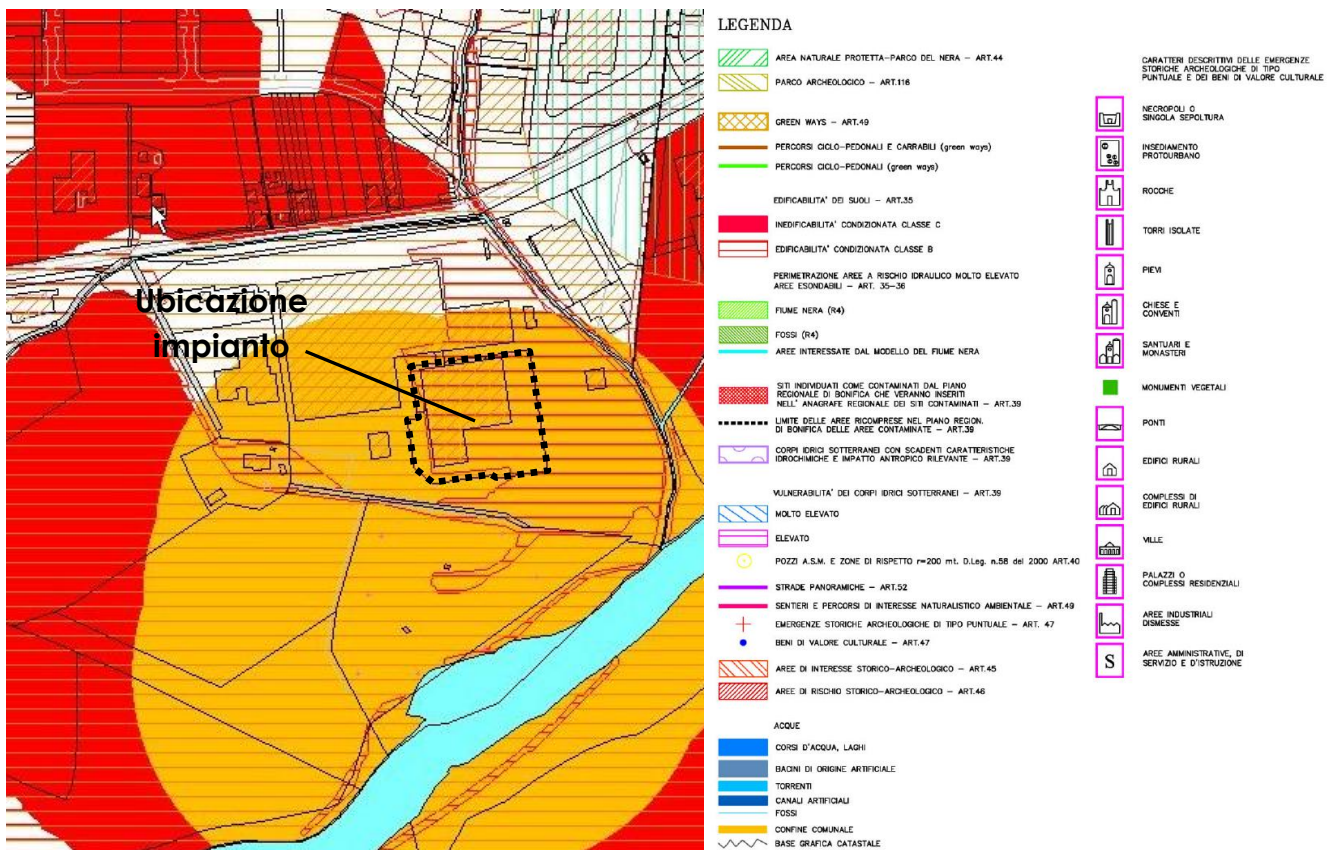 Ubicazione
impianto
LEGENDA
AREA NATURALE PROTETTA-PARCO DEL NERA - ART.44
PARCO ARCHEOLOGICO - ART.116
GREEN WAYS - ART.49
PERCORSI CICLO-PEDONALI E CARRABILI (green ways)
PERCORSI CICLO-PEDONALI (green ways)
EDIFICABILITA' DEI SUOLI - ART.35
INEDIFICABILITA' CONDIZIONATA CLASSE C
EDIFICABILITA' CONDIZIONATA CLASSE B
PERIMETRAZIONE AREE A RISCHIO IDRAULICO MOLTO ELEVATO
AREE ESONDABILI - ART. 35-36
FIUME NERA (R4)
FOSSI (R4)
AREE INTERESSATE DAL MODELLO DEL FIUME NERA
SITI INDIVIDUATI COME CONTAMINATI DAL PIANO
REGIONALE DI BONIFICA CHE VERANNO INSERITI
NELL' ANAGRAFE REGIONALE DEI SITI CONTAMINATI - ART.39
LIMITE DELLE AREE RICOMPRESE NEL PIANO REGION.
DI BONIFICA DELLE AREE CONTAMINATE - ART.39
CORPI IDRICI SOTTERRANEI CON SCADENTI CARATTERISTICHE
IDROCHIMICHE E IMPATTO ANTROPICO RILEVANTE - ART.39
VULNERABILITA' DEI CORPI IDRICI SOTTERRANEI - ART.39
MOLTO ELEVATO
ELEVATO
POZZI A.S.M. E ZONE DI RISPETTO r=200 mt. D.Leg. n.58 del 2000 ART.40
STRADE PANORAMICHE - ART.52
SENTIERI E PERCORSI DI INTERESSE NATURALISTICO AMBIENTALE - ART.49
EMERGENZE STORICHE ARCHEOLOGICHE DI TIPO PUNTUALE - ART. 47
BENI DI VALORE CULTURALE - ART.47
AREE DI INTERESSE STORICO-ARCHEOLOGICO - ART.45
AREE DI RISCHIO STORICO-ARCHEOLOGICO - ART.46
ACQUE
CORSI D'ACQUA, LAGHI
BACINI DI ORIGINE ARTIFICIALE
TORRENTI
CANALI ARTIFICIALI
FOSSI
CONFINE COMUNALE
BASE GRAFICA CATASTALE
CARATTERI DESCRITTIVI DELLE EMERGENZE
STORICHE ARCHEOLOGICHE DI TIPO
PUNTUALE E DEI BENI DI VALORE CULTURALE
NECROPOLI O
SINGOLA SEPOLTURA
INSEDIAMENTO
PROTOURBANO
ROCCHE
TORRI ISOLATE
PIEVI
CHIESE E
CONVENTI
SANTUARI E
MONASTERI
MONUMENTI VEGETALI
PONTI
EDIFICI RURALI
COMPLESSI DI
EDIFICI RURALI
VILLE
PALAZZI O
COMPLESSI RESIDENZIALI
AREE INDUSTRIALI
DISMESSE
S
AREE AMMINISTRATIVE, DI
SERVIZIO E D'ISTRUZIONE